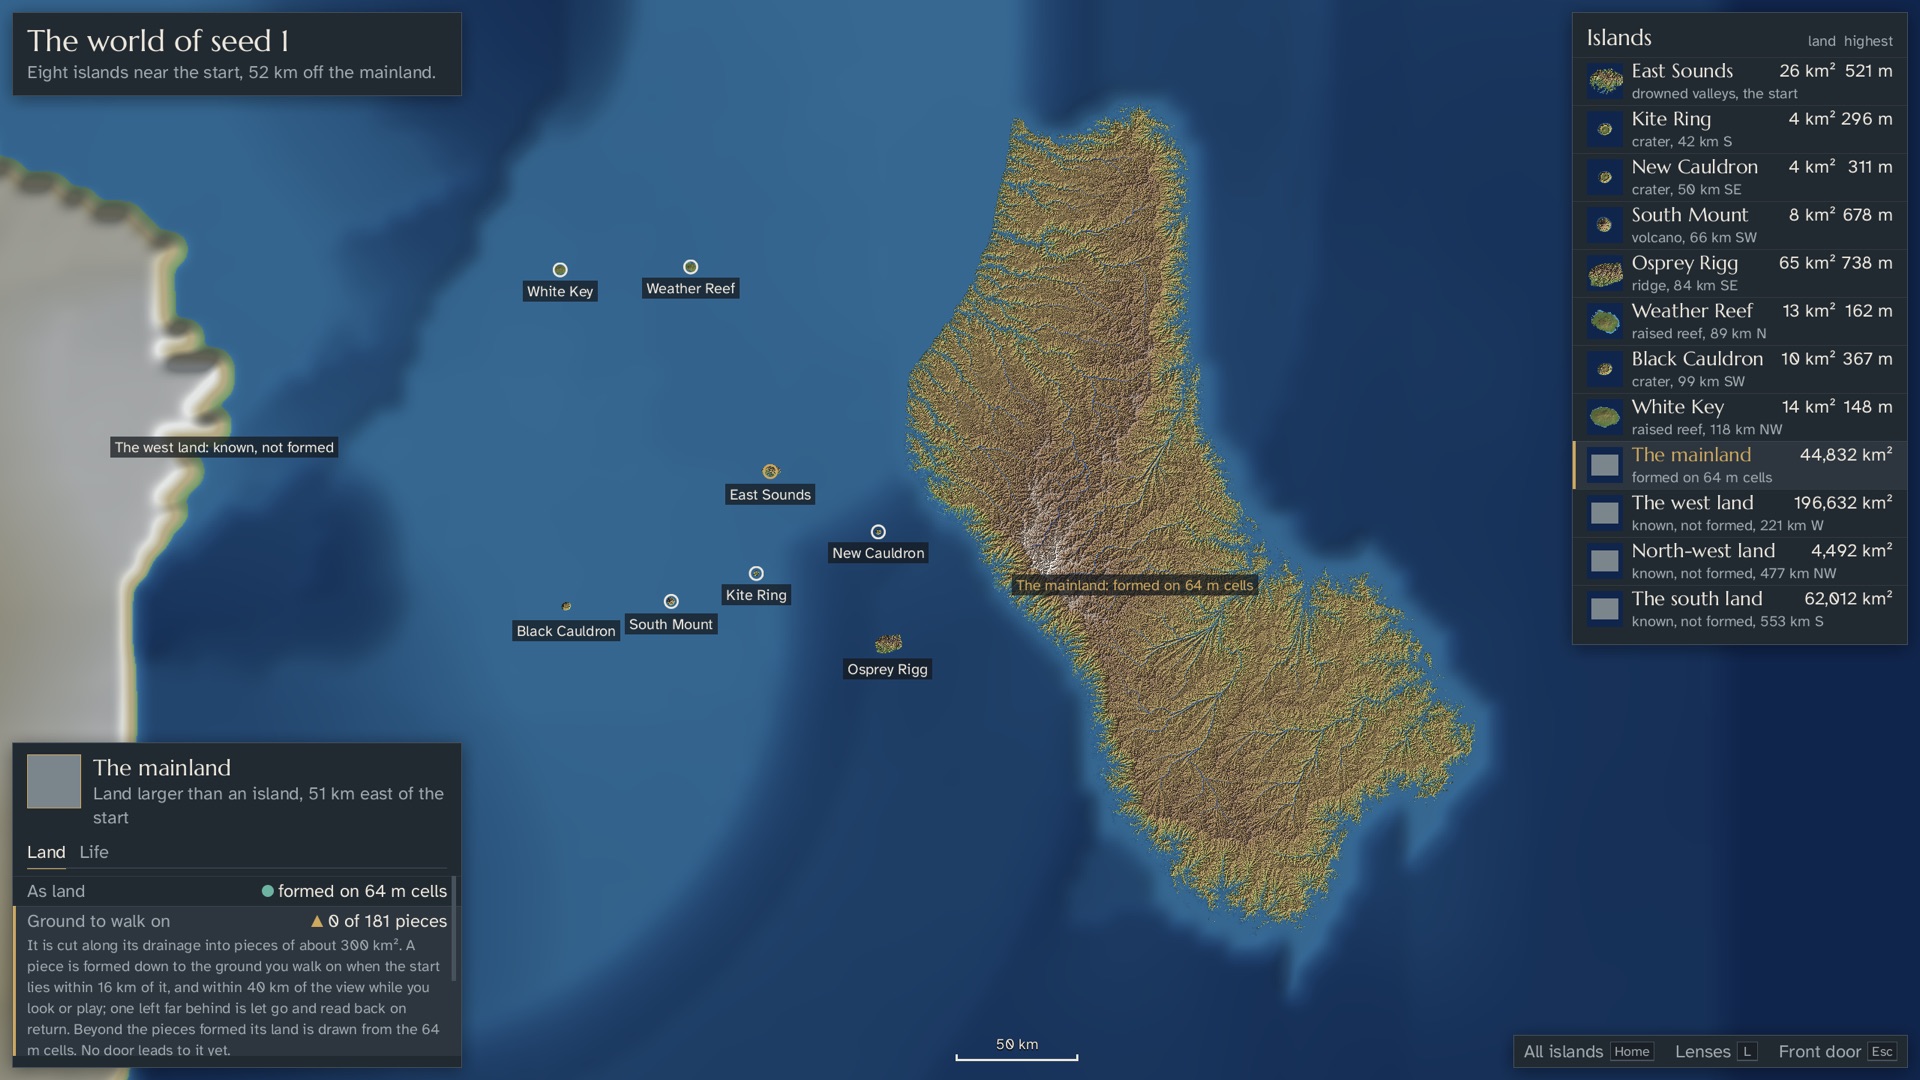 The world of seed 1
Eight islands near the start, 52 km off the mainland.
Islands
land highest
East Sounds 26 km² 521 m
drowned valleys, the start
Kite Ring 4 km² 296 m
crater, 42 km S
New Cauldron 4 km² 311 m
crater, 50 km SE
South Mount 8 km² 678 m
volcano, 66 km SW
Osprey Rigg 65 km² 738 m
ridge, 84 km SE
Weather Reef 13 km² 162 m
raised reef, 89 km N
Black Cauldron 10 km² 367 m
crater, 99 km SW
White Key 14 km² 148 m
raised reef, 118 km NW
The mainland 44,832 km²
formed on 64 m cells
The west land 196,632 km²
known, not formed, 221 km W
North-west land 4,492 km²
known, not formed, 477 km NW
The south land 62,012 km²
known, not formed, 553 km S
White Key
Weather Reef
The west land: known, not formed
East Sounds
New Cauldron
The mainland: formed on 64 m cells
Kite Ring
South Mount
Black Cauldron
Osprey Rigg
The mainland
Land larger than an island, 51 km east of the
start
Land Life
As land formed on 64 m cells
Ground to walk on 0 of 181 pieces
It is cut along its drainage into pieces of about 300 km². A
piece is formed down to the ground you walk on when the start
lies within 16 km of it, and within 40 km of the view while you
look or play; one left far behind is let go and read back on
return. Beyond the pieces formed its land is drawn from the 64
m cells. No door leads to it yet.
50 km
All islands Home Lenses L Front door Esc